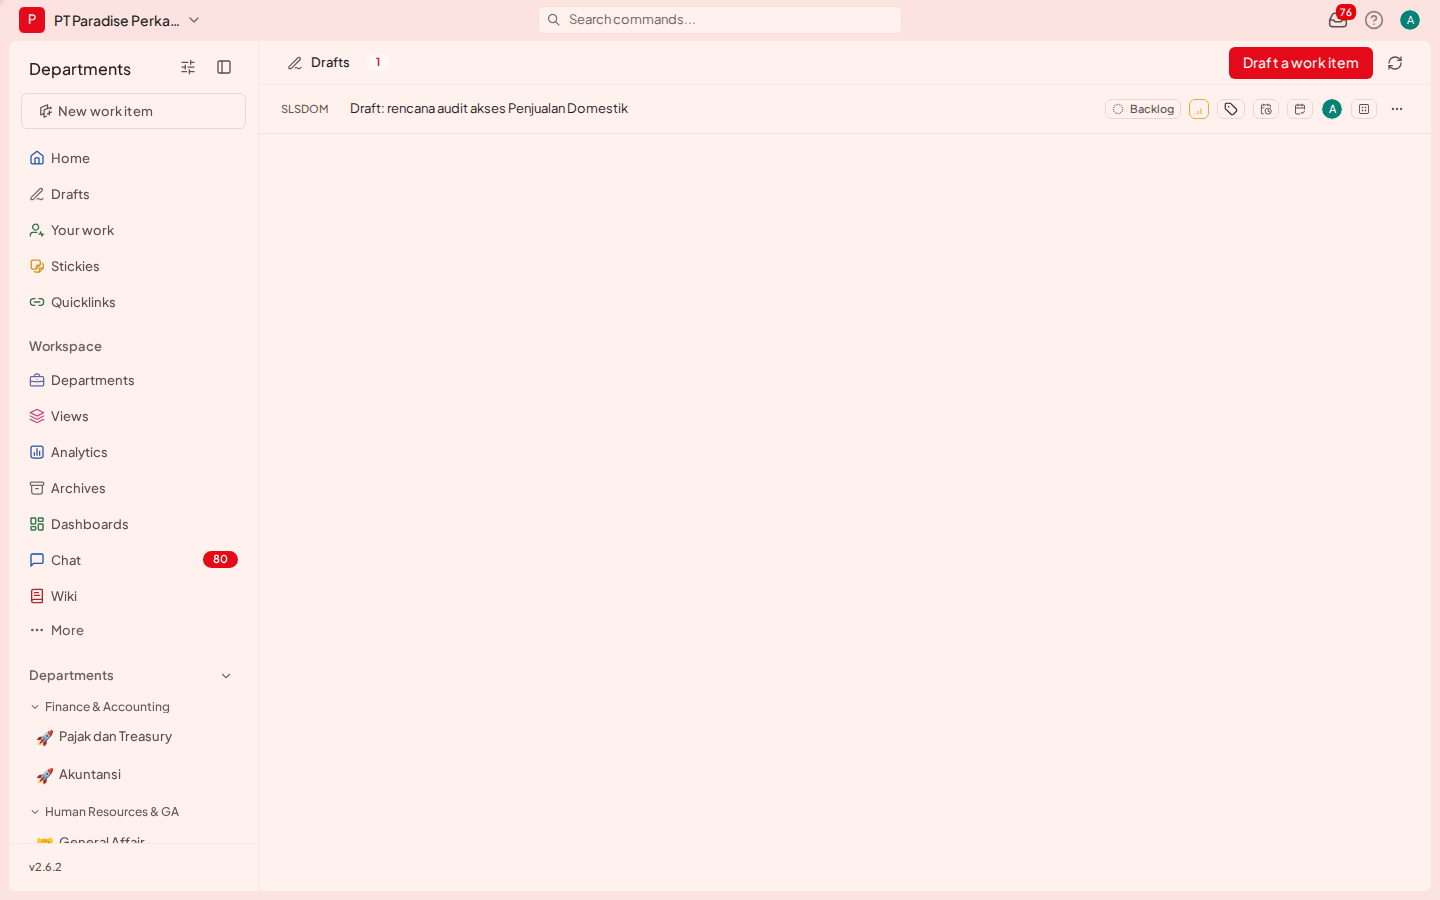 P PT Paradise Perka...
Search commands...
76
A
Departments
New work item
Home
Drafts
Your work
Stickies
Quicklinks
Workspace
Departments
Views
Analytics
Archives
Dashboards
Chat 80
Wiki
More
Departments
Finance & Accounting
Pajak dan Treasury
Akuntansi
Human Resources & GA
General Affair
v2.6.2
Drafts 1
Draft a work item
SLSDOM Draft: rencana audit akses Penjualan Domestik
Backlog
A